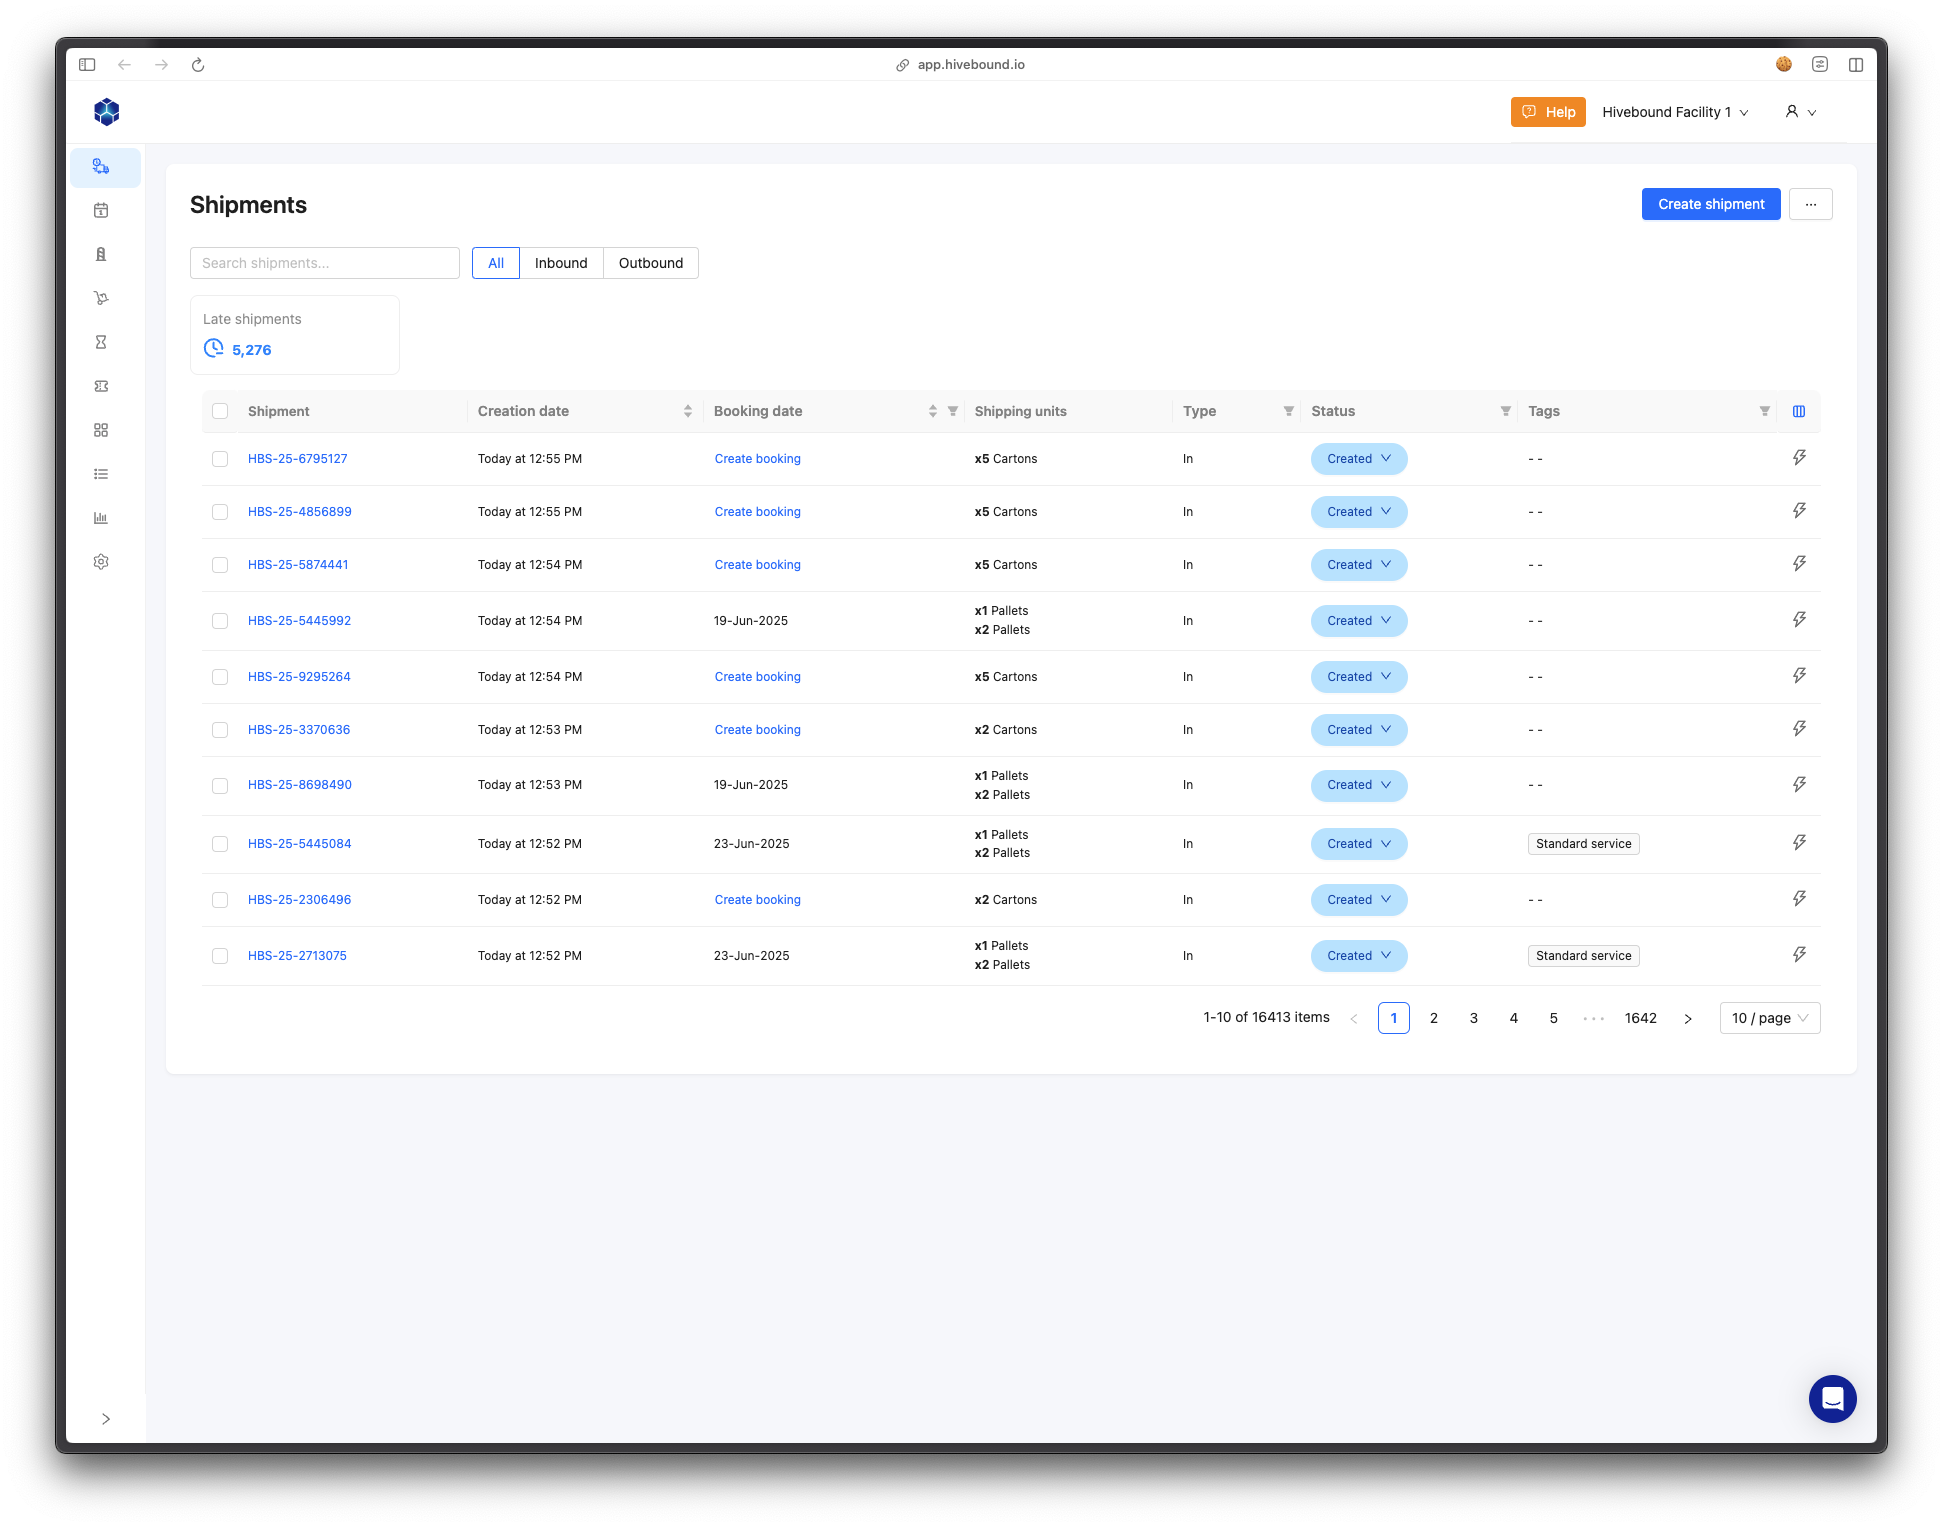 app.hivebound.io
Help
Hivebound Facility 1
Shipments
Create shipment
...
Search shipments...
All
Inbound
Outbound
Late shipments
5,276
Shipment Creation date Booking date Shipping units Type Status Tags
HBS-25-6795127 Today at 12:55 PM Create booking x5 Cartons In Created - -
HBS-25-4856899 Today at 12:55 PM Create booking x5 Cartons In Created - -
HBS-25-5874441 Today at 12:54 PM Create booking x5 Cartons In Created - -
HBS-25-5445992 Today at 12:54 PM 19-Jun-2025 x1 Pallets
x2 Pallets In Created - -
HBS-25-9295264 Today at 12:54 PM Create booking x5 Cartons In Created - -
HBS-25-3370636 Today at 12:53 PM Create booking x2 Cartons In Created - -
HBS-25-8698490 Today at 12:53 PM 19-Jun-2025 x1 Pallets
x2 Pallets In Created - -
HBS-25-5445084 Today at 12:52 PM 23-Jun-2025 x1 Pallets
x2 Pallets In Created Standard service
HBS-25-2306496 Today at 12:52 PM Create booking x2 Cartons In Created - -
HBS-25-2713075 Today at 12:52 PM 23-Jun-2025 x1 Pallets
x2 Pallets In Created Standard service
1-10 of 16413 items < 1 2 3 4 5 ••• 1642 > 10 / page